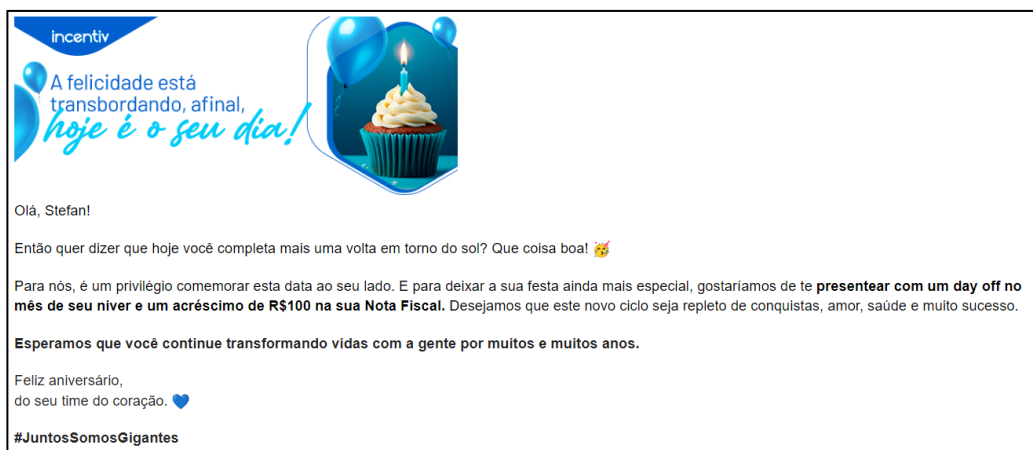 incentiv
A felicidade está
transbordando, afinal,
hoje é o seu dia!
Olá, Stefan!
Então quer dizer que hoje você completa mais uma volta em torno do sol? Que coisa boa! 🥳
Para nós, é um privilégio comemorar esta data ao seu lado. E para deixar a sua festa ainda mais especial, gostaríamos de te presentear com um day off no
mês de seu niver e um acréscimo de R$100 na sua Nota Fiscal. Desejamos que este novo ciclo seja repleto de conquistas, amor, saúde e muito sucesso.
Esperamos que você continue transformando vidas com a gente por muitos e muitos anos.
Feliz aniversário,
do seu time do coração. 💙
#JuntosSomosGigantes